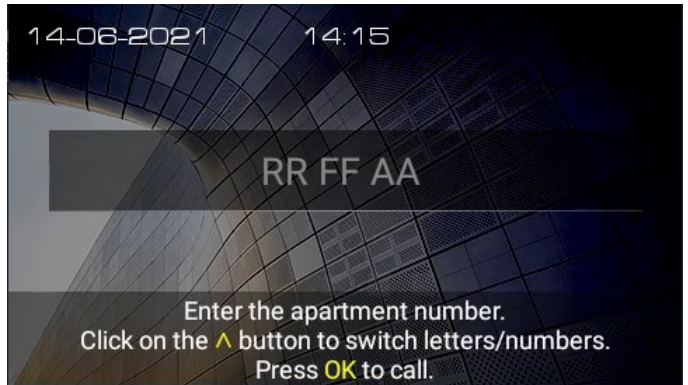 14-06-2021 14:15
RR FF AA
Enter the apartment number.
Click on the ^ button to switch letters/numbers.
Press OK to call.